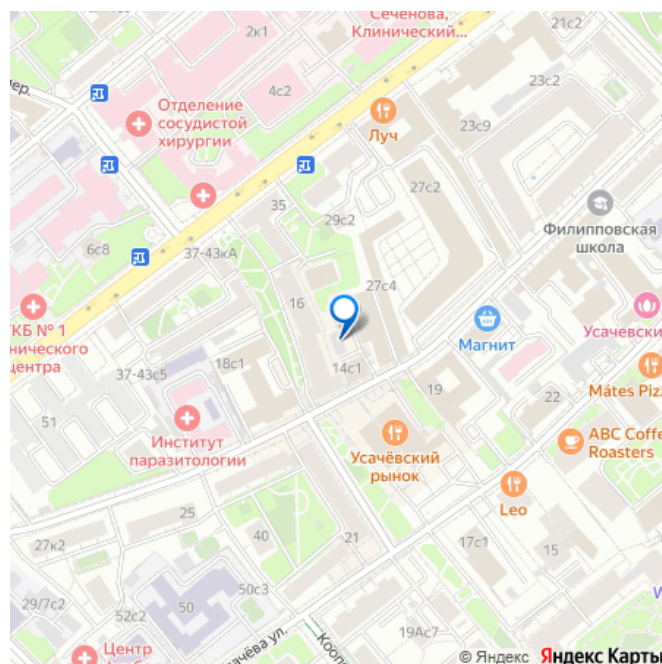 Сеченова,
Клинический...
21с2
2к1
пер.
4с2
23с2
Отделение
сосудистой
хирургии
Луч
23с9
27с2
35
29с2
Филипповская
школа
6с8
37-43кА
16
27с4
КБ № 1
нического
центра
Магнит
Усачевски
18с1
14с1
37-43с5
19
22
Mátes Pizz
51
Институт
паразитологии
Усачёвский
рынок
ABC Coffe
Roasters
Leo
25
27к2
40
21
17с1
15
29/7с2
50
50с3
52с2
Центр
ачёва ул.
Кооп
19Ас7
© Яндекс Яндекс Карты